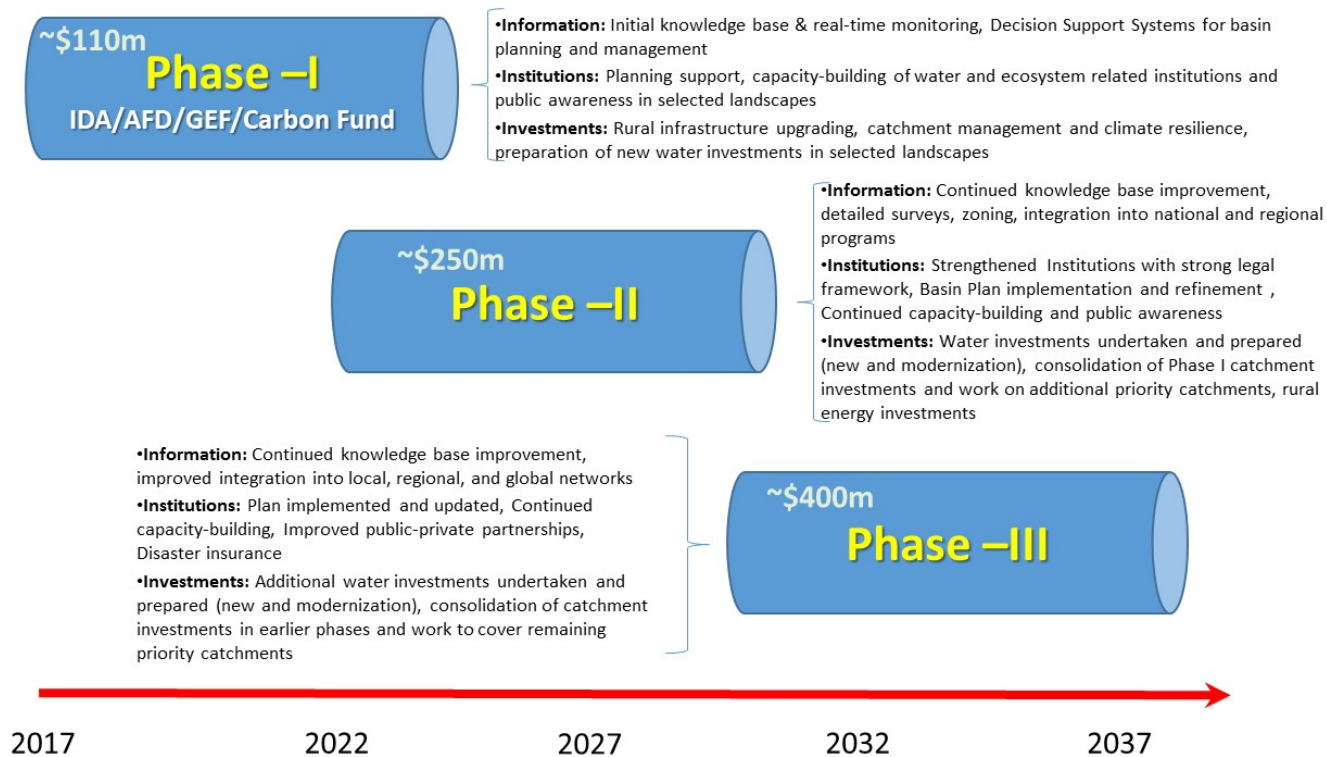 ~$110m
Phase –I
IDA/AFD/GEF/Carbon Fund
•Information: Initial knowledge base & real-time monitoring, Decision Support Systems for basin
planning and management
•Institutions: Planning support, capacity-building of water and ecosystem related institutions and
public awareness in selected landscapes
•Investments: Rural infrastructure upgrading, catchment management and climate resilience,
preparation of new water investments in selected landscapes
~$250m
Phase –II
•Information: Continued knowledge base improvement,
detailed surveys, zoning, integration into national and regional
programs
•Institutions: Strengthened Institutions with strong legal
framework, Basin Plan implementation and refinement ,
Continued capacity-building and public awareness
•Investments: Water investments undertaken and prepared
(new and modernization), consolidation of Phase I catchment
investments and work on additional priority catchments, rural
energy investments
•Information: Continued knowledge base improvement,
improved integration into local, regional, and global networks
•Institutions: Plan implemented and updated, Continued
capacity-building, Improved public-private partnerships,
Disaster insurance
•Investments: Additional water investments undertaken and
prepared (new and modernization), consolidation of catchment
investments in earlier phases and work to cover remaining
priority catchments
~$400m
Phase –III
2017 2022 2027 2032 2037